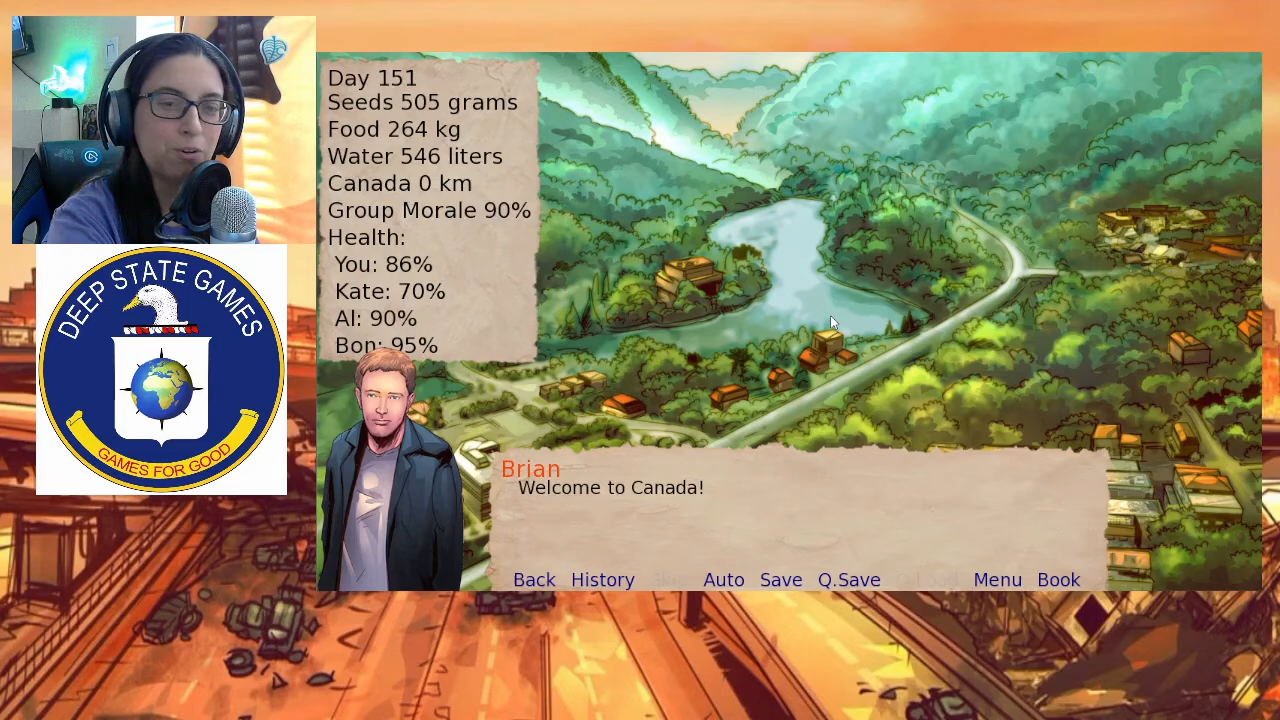 DEEP STATE GAMES
GAMES FOR GOOD
Day 151
Seeds 505 grams
Food 264 kg
Water 546 liters
Canada 0 km
Group Morale 90%
Health:
You: 86%
Kate: 70%
Al: 90%
Bon: 95%
Brian
Welcome to Canada!
Back History Auto Save Q.Save Q.Load Menu Book